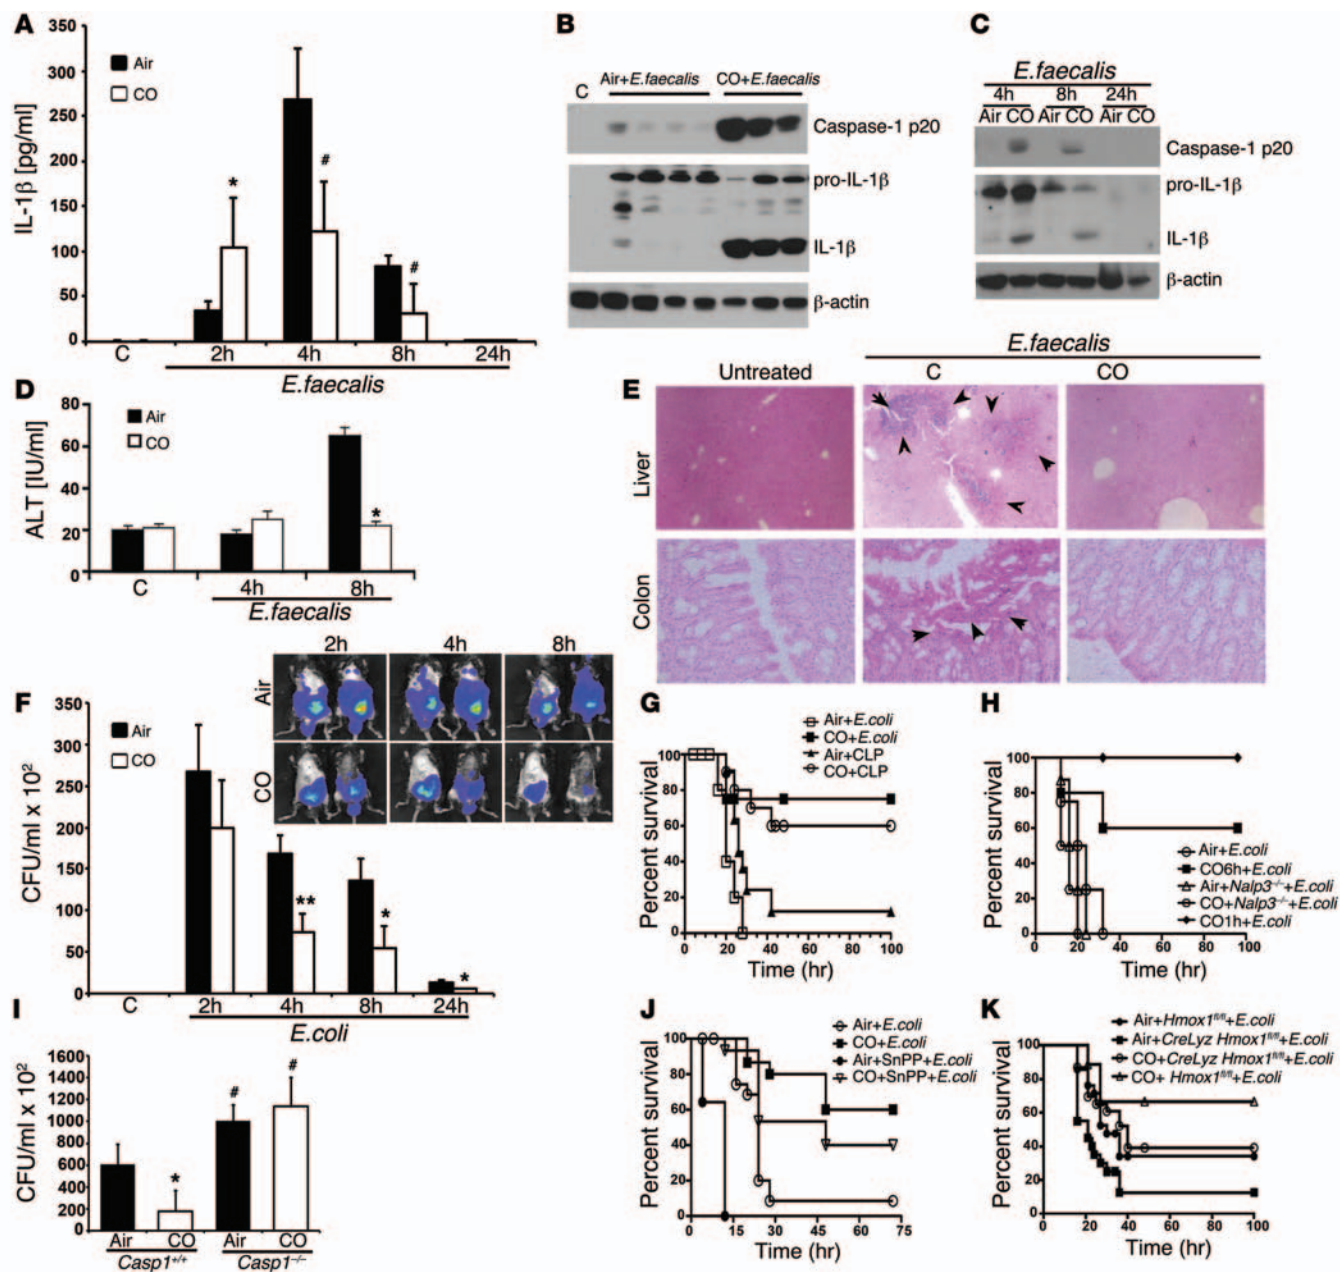 A
IL-1β [pg/ml]
350
300
250
200
150
100
50
0
Air
CO
*
#
#
C
2h
4h
8h
24h
E.faecalis
B
C
Air+E.faecalis
CO+E.faecalis
Caspase-1 p20
pro-IL-1β
IL-1β
β-actin
C
E.faecalis
4h
8h
24h
Air CO Air CO Air CO
Caspase-1 p20
pro-IL-1β
IL-1β
β-actin
D
ALT [IU/ml]
80
60
40
20
0
Air
CO
*
C
4h
8h
E.faecalis
E
E.faecalis
Untreated
C
CO
Liver
Colon
F
CFU/ml x 10²
350
300
250
200
150
100
50
0
Air
CO
2h
4h
8h
Air
CO
**
*
*
C
2h
4h
8h
24h
E.coli
G
Percent survival
100
80
60
40
20
0
Air+E.coli
CO+E.coli
Air+CLP
CO+CLP
0 20 40 60 80 100
Time (hr)
H
Percent survival
100
80
60
40
20
0
Air+E.coli
CO6h+E.coli
Air+Nalp3⁻/⁻+E.coli
CO+Nalp3⁻/⁻+E.coli
CO1h+E.coli
0 20 40 60 80 100
Time (hr)
I
CFU/ml x 10²
1600
1400
1200
1000
800
600
400
200
0
*
#
#
Air CO Air CO
Casp1⁺/⁺
Casp1⁻/⁻
J
Percent survival
100
80
60
40
20
0
Air+E.coli
CO+E.coli
Air+SnPP+E.coli
CO+SnPP+E.coli
0 15 30 45 60 75
Time (hr)
K
Percent survival
100
80
60
40
20
0
Air+Hmox1fl/fl+E.coli
Air+CreLyz Hmox1fl/fl+E.coli
CO+CreLyz Hmox1fl/fl+E.coli
CO+ Hmox1fl/fl+E.coli
0 20 40 60 80 100
Time (hr)